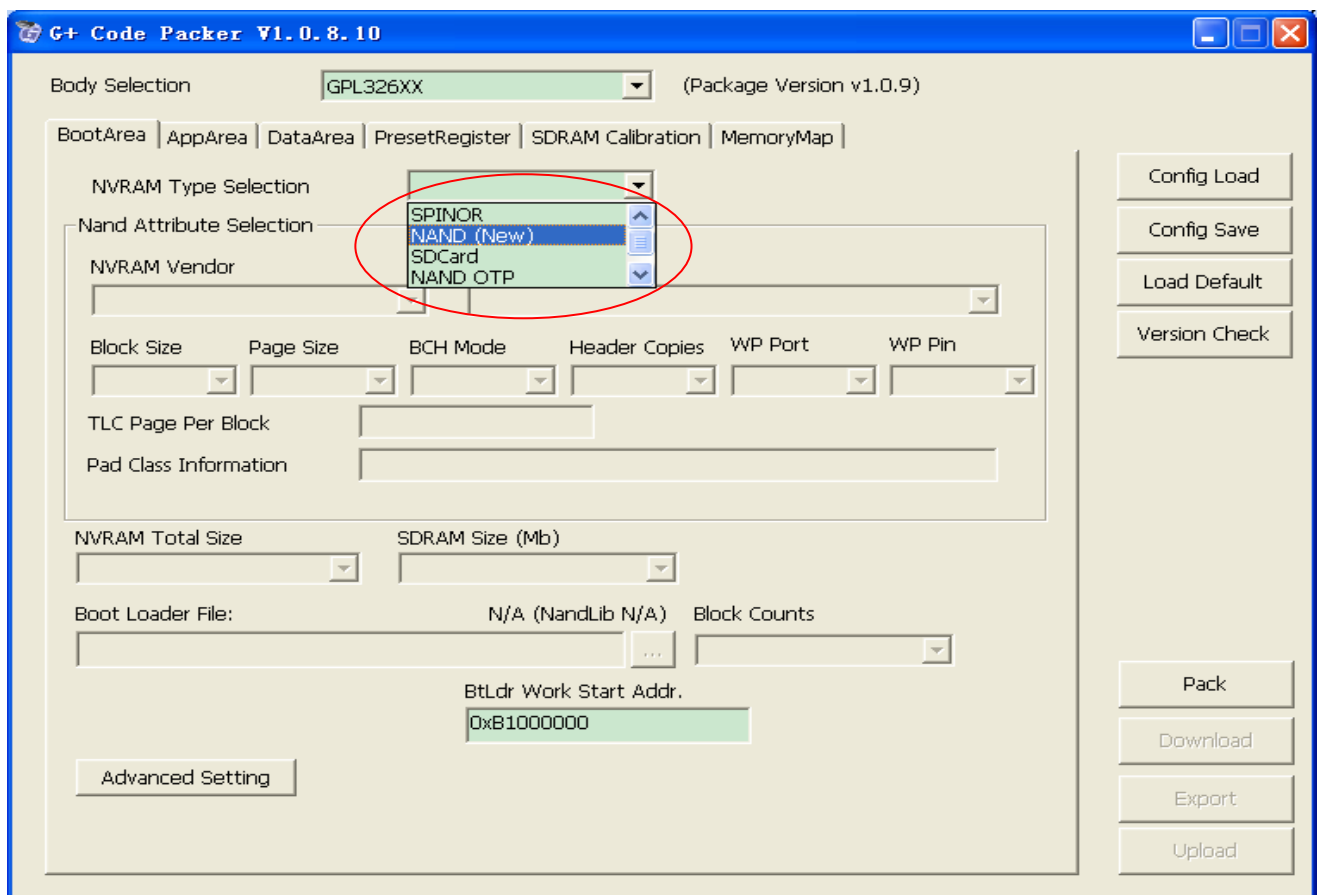 G+ Code Packer V1.0.8.10
Body Selection GPL326XX (Package Version v1.0.9)
BootArea AppArea DataArea PresetRegister SDRAM Calibration MemoryMap
NVRAM Type Selection
SPINOR
NAND (New)
SDCard
NAND OTP
Nand Attribute Selection
NVRAM Vendor
Block Size Page Size BCH Mode Header Copies WP Port WP Pin
TLC Page Per Block
Pad Class Information
NVRAM Total Size SDRAM Size (Mb)
Boot Loader File: N/A (NandLib N/A) Block Counts
...
BtLdr Work Start Addr.
0xB1000000
Advanced Setting
Config Load
Config Save
Load Default
Version Check
Pack
Download
Export
Upload